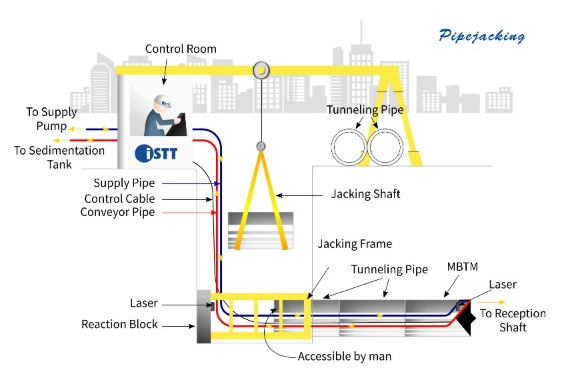 Pipejacking
Control Room
To Supply
Pump
Tunneling Pipe
To Sedimentation
Tank
iSTT
Supply Pipe
Control Cable
Conveyor Pipe
Jacking Shaft
Jacking Frame
Tunneling Pipe
MBTM
Laser
Laser
To Reception
Shaft
Reaction Block
Accessible by man